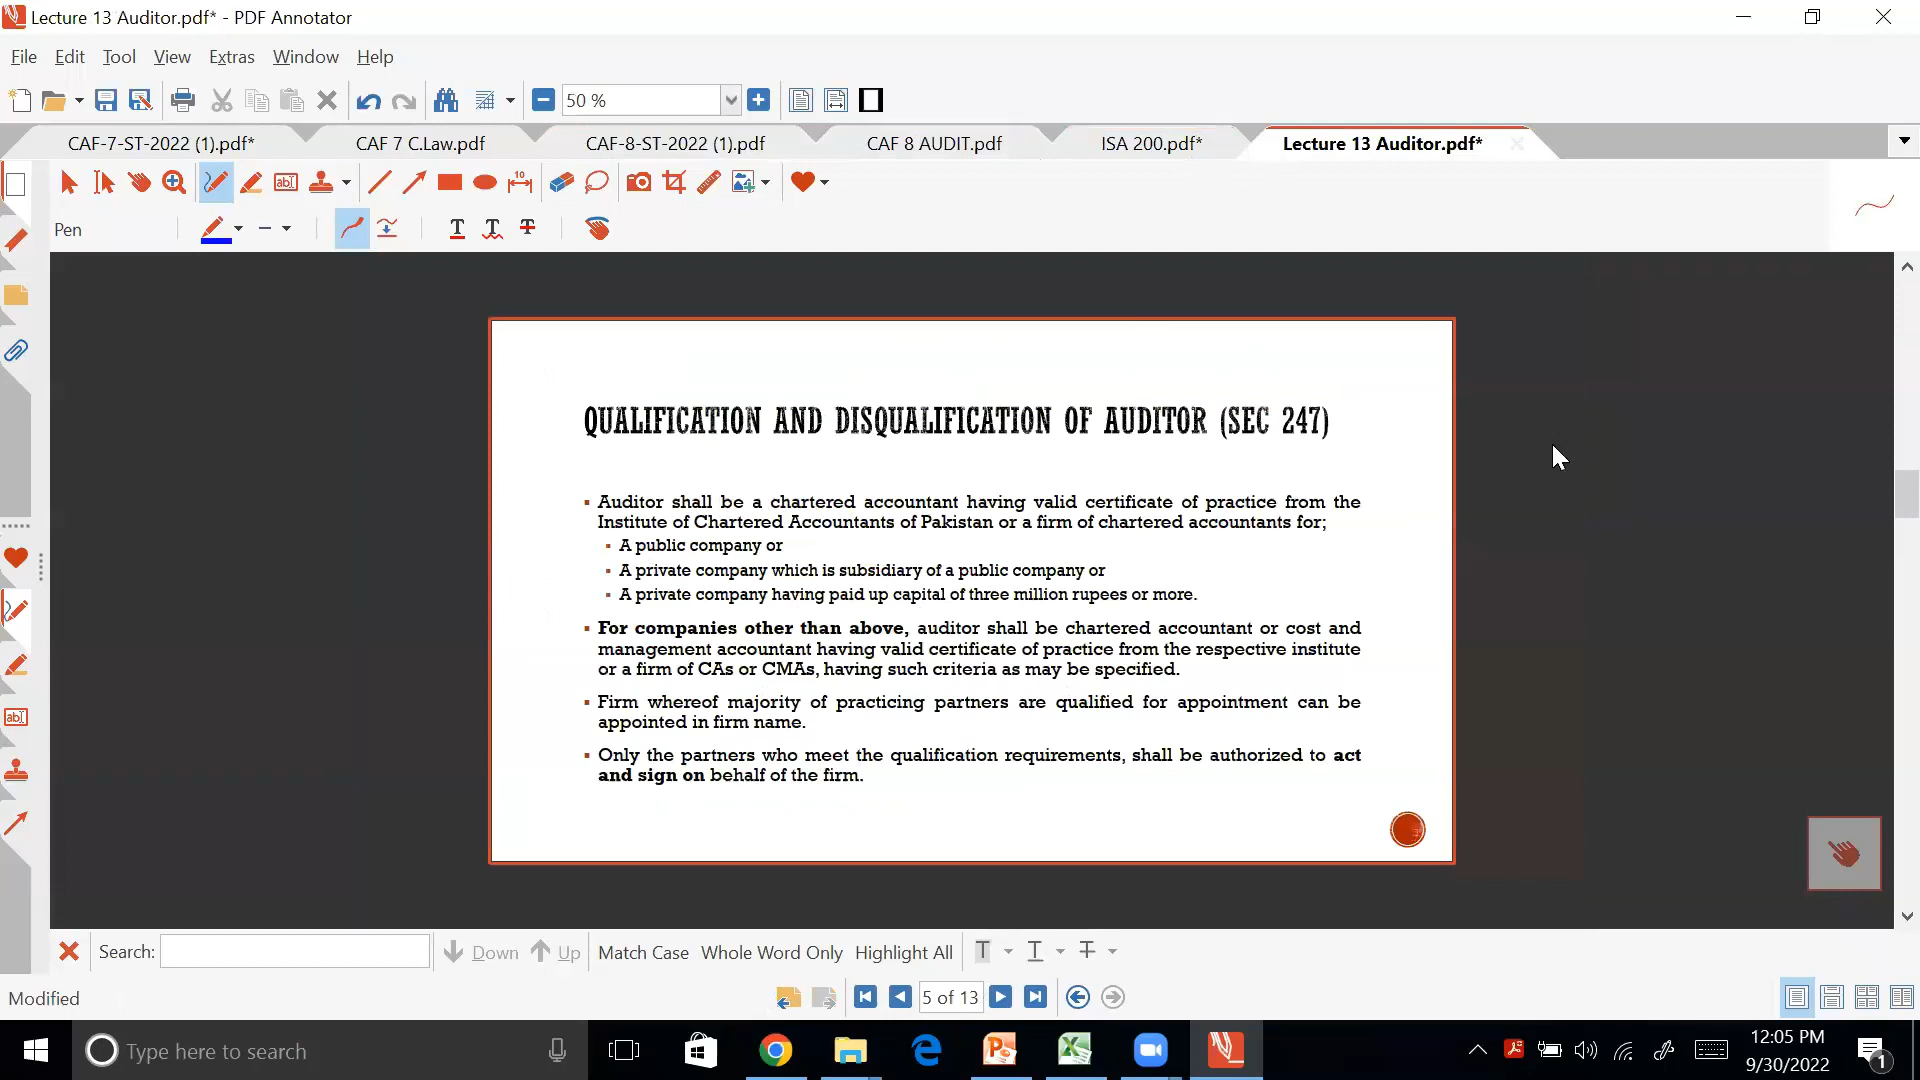 Lecture 13 Auditor.pdf* - PDF Annotator
File Edit Tool View Extras Window Help
50 %
CAF-7-ST-2022 (1).pdf* CAF 7 C.Law.pdf CAF-8-ST-2022 (1).pdf CAF 8 AUDIT.pdf ISA 200.pdf* Lecture 13 Auditor.pdf*
Pen
QUALIFICATION AND DISQUALIFICATION OF AUDITOR (SEC 247)
▪ Auditor shall be a chartered accountant having valid certificate of practice from the
Institute of Chartered Accountants of Pakistan or a firm of chartered accountants for;
▪ A public company or
▪ A private company which is subsidiary of a public company or
▪ A private company having paid up capital of three million rupees or more.
▪ For companies other than above, auditor shall be chartered accountant or cost and
management accountant having valid certificate of practice from the respective institute
or a firm of CAs or CMAs, having such criteria as may be specified.
▪ Firm whereof majority of practicing partners are qualified for appointment can be
appointed in firm name.
▪ Only the partners who meet the qualification requirements, shall be authorized to act
and sign on behalf of the firm.
Search: Down Up Match Case Whole Word Only Highlight All
Modified
5 of 13
Type here to search
12:05 PM
9/30/2022
1